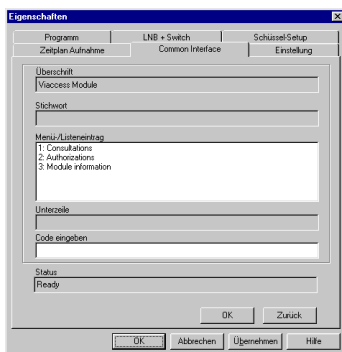 Eigenschaften
Programm LNB + Switch Schüssel-Setup
Zeitplan Aufnahme Common Interface Einstellung
Überschrift
Viaccess Module
Stichwort
Menü-/Listeneintrag
1: Consultations
2: Authorizations
3: Module information
Unterzeile
Code eingeben
Status
Ready
OK Zurück
OK Abbrechen Übernehmen Hilfe